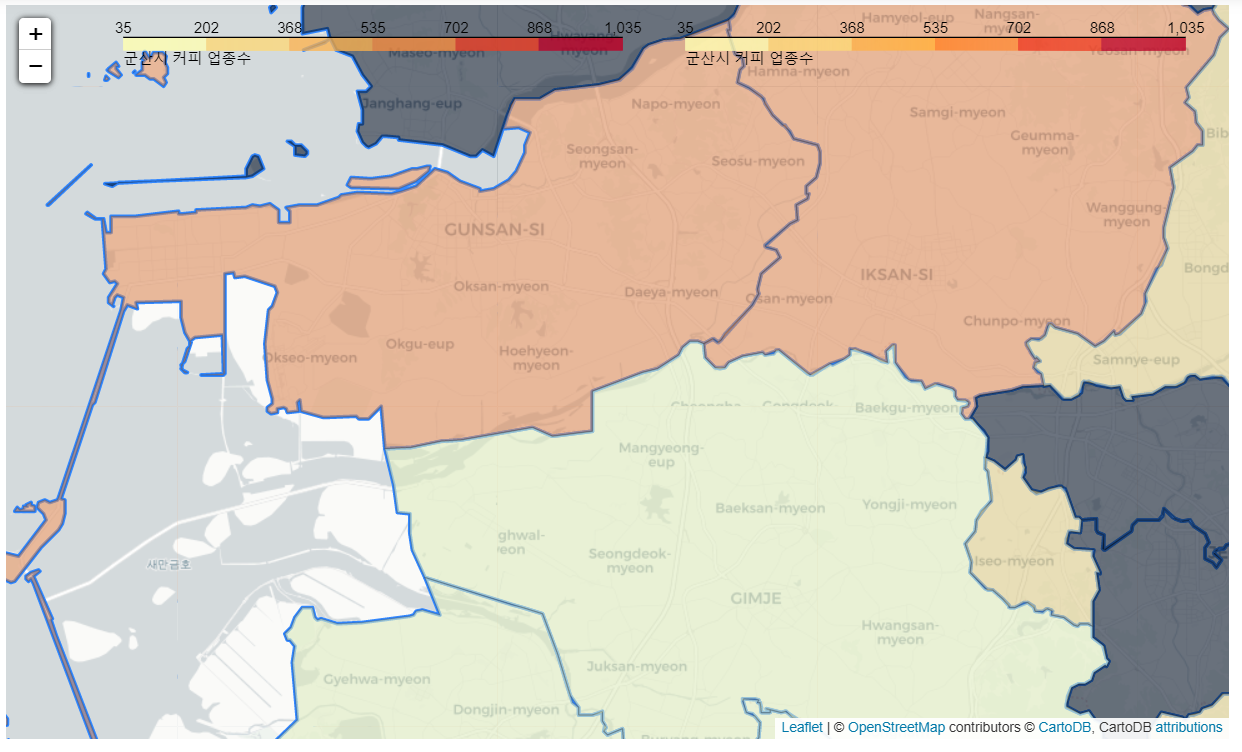 +
−
35 202 368 535 702 868 1,035
군산시 커피 업종수
35 202 368 535 702 868 1,035
군산시 커피 업종수
Hamyeol-eup
Nangsan-
Maseo-myeon
Hamna-myeon
Janghang-eup
Napo-myeon
Samgi-myeon
Geumma-
myeon
Bib
Seongsan-
myeon
Seosu-myeon
Wanggung-
myeon
GUNSAN-SI
IKSAN-SI
Bongd
Oksan-myeon
Daeya-myeon
Osan-myeon
Chunpo-myeon
Okgu-eup
Hoehyeon-
myeon
Okseo-myeon
Samnye-eup
Baekgu-myeon
Mangyeong-
eup
Baeksan-myeon
Yongji-myeon
ghwal-
yeon
Seongdeok-
myeon
Iseo-myeon
새만금호
GIMJE
Hwangsan-
myeon
Juksan-myeon
Gyehwa-myeon
Dongjin-myeon
Leaflet | © OpenStreetMap contributors © CartoDB, CartoDB attributions